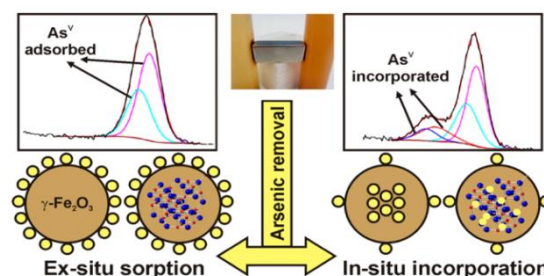 As^V
adsorbed
As^V
incorporated
Arsenic removal
γ-Fe₂O₃
Ex-situ sorption
In-situ incorporation